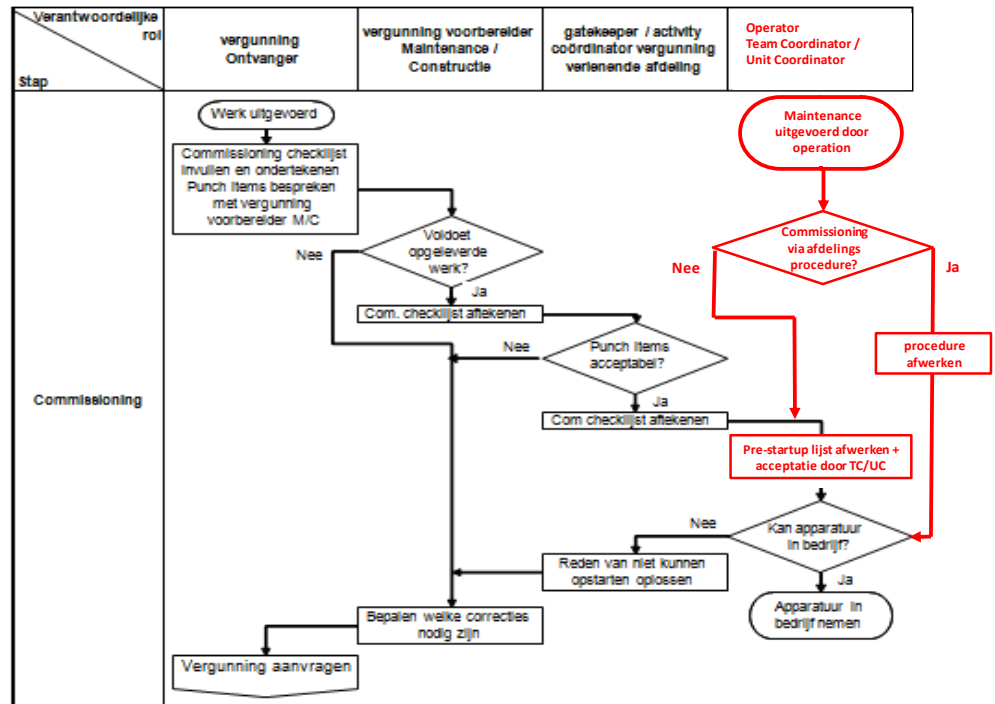 Verantwoordelijke
rol
Stap
vergunning
Ontvanger
vergunning voorbereider
Maintenance /
Constructie
gatekeeper / activity
coördinator vergunning
verlenende afdeling
Operator
Team Coordinator /
Unit Coordinator
Commissioning
Werk uitgevoerd
Commissioning checklijst
invullen en ondertekenen
Punch items bespreken
met vergunning
voorbereider M/C
Maintenance
uitgevoerd door
operation
Voldoet
opgeleverde
werk?
Nee
Ja
Commissioning
via afdelings
procedure?
Nee
Ja
Com. checklijst aftekenen
Punch items
acceptabel?
Nee
Ja
procedure
afwerken
Com checklijst aftekenen
Pre-startup lijst afwerken +
acceptatie door TC/UC
Kan apparatuur
in bedrijf?
Nee
Ja
Reden van niet kunnen
opstarten oplossen
Apparatuur in
bedrijf nemen
Bepalen welke correcties
nodig zijn
Vergunning aanvragen